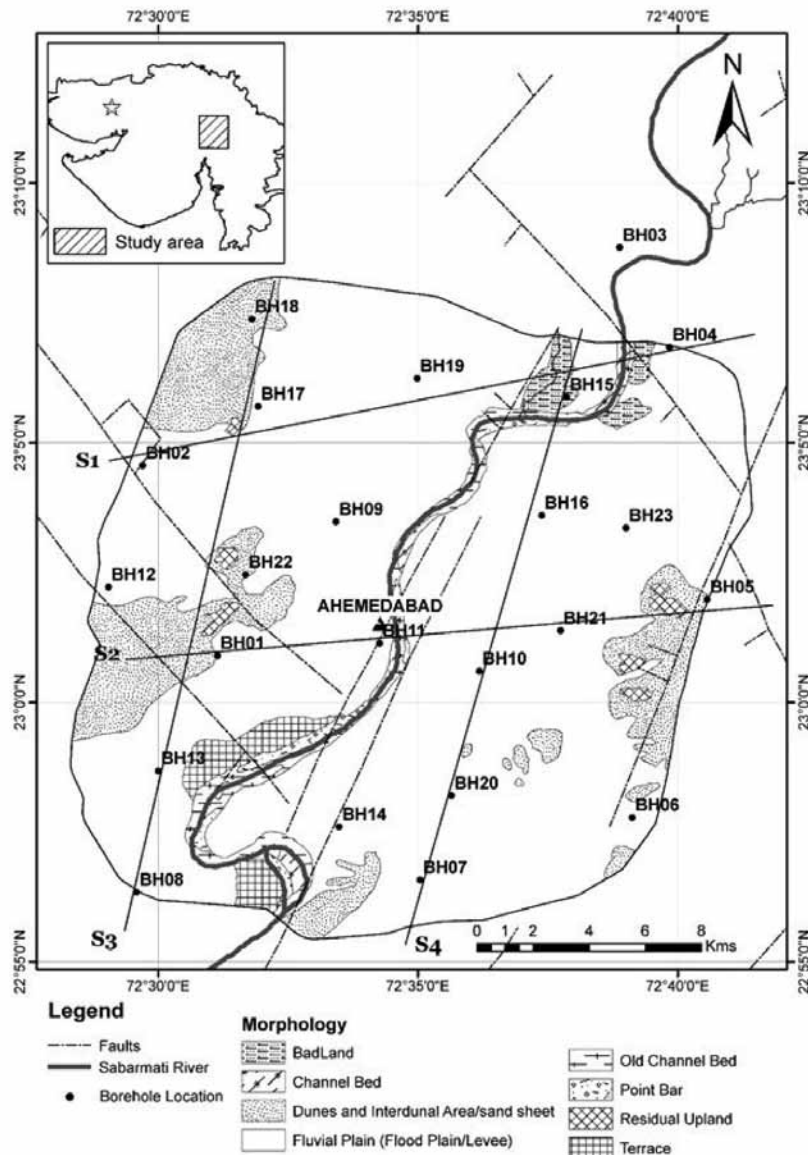 72°30'0"E 72°35'0"E 72°40'0"E
N
Study area
23°10'0"N 23°10'0"N
BH03
BH18
BH04
BH19
BH17
BH15
23°5'0"N 23°5'0"N
S1
BH02
BH09
BH16
BH23
BH22
BH12
BH05
AHEMEDABAD
BH11
BH21
S2
BH01
BH10
23°0'0"N 23°0'0"N
BH13
BH20
BH06
BH14
BH08
BH07
S3
S4
0 1 2 4 6 8
Kms
22°55'0"N 22°55'0"N
72°30'0"E 72°35'0"E 72°40'0"E
Legend
Faults
Sabarmati River
Borehole Location
Morphology
BadLand
Channel Bed
Dunes and Interdunal Area/sand sheet
Fluvial Plain (Flood Plain/Levee)
Old Channel Bed
Point Bar
Residual Upland
Terrace